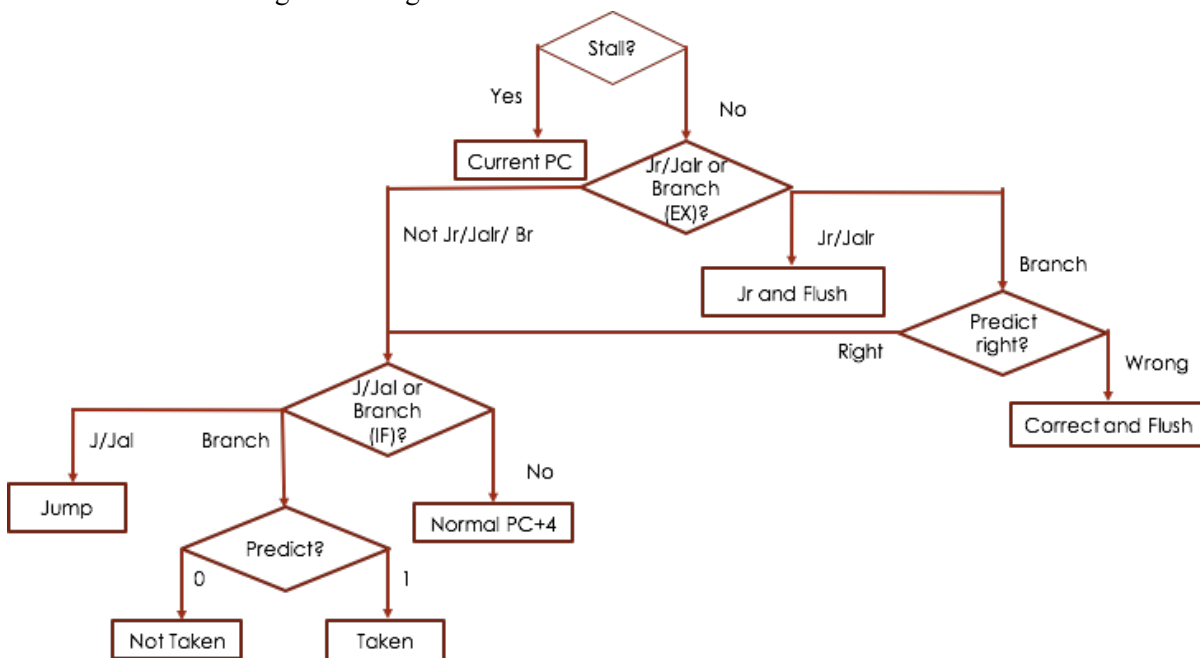 Stall?
Yes
No
Current PC
Jr/Jalr or
Branch
(EX)?
Not Jr/Jalr/ Br
Jr/Jalr
Branch
Jr and Flush
Predict
right?
Right
Wrong
J/Jal or
Branch
(IF)?
Correct and Flush
J/Jal
Branch
No
Jump
Normal PC+4
Predict?
0
1
Not Taken
Taken